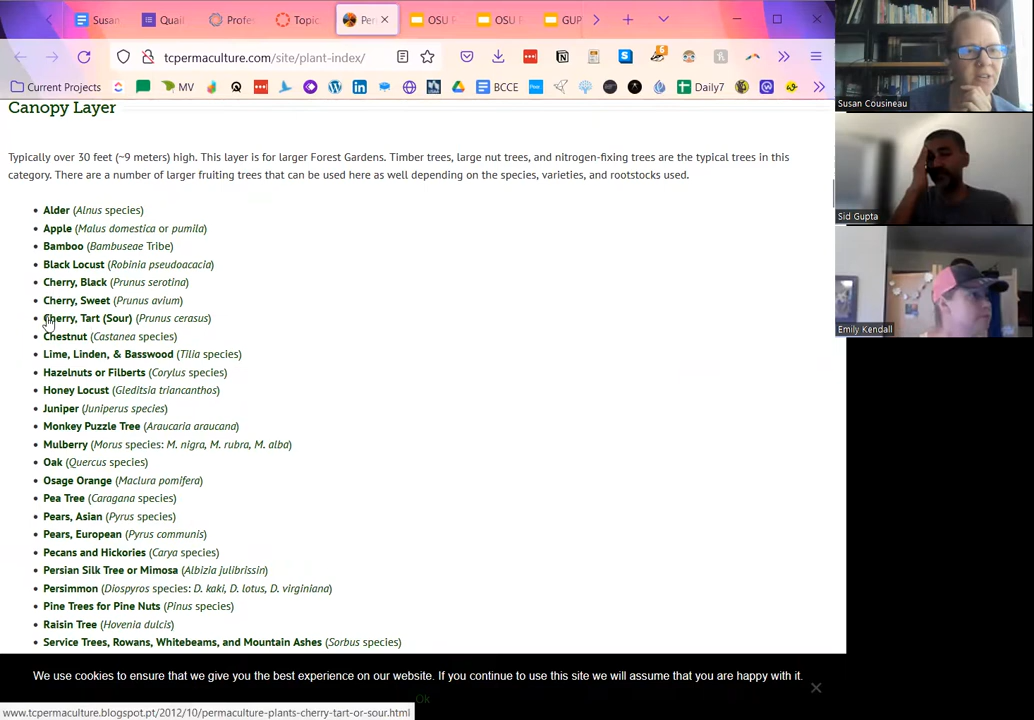 Susan
Quail
Profes
Topic
Per
OSU F
OSU F
GUP
tcpermaculture.com/site/plant-index/
Current Projects
MV
BCCE
Daily7
Canopy Layer
Typically over 30 feet (~9 meters) high. This layer is for larger Forest Gardens. Timber trees, large nut trees, and nitrogen-fixing trees are the typical trees in this
category. There are a number of larger fruiting trees that can be used here as well depending on the species, varieties, and rootstocks used.
• Alder (Alnus species)
• Apple (Malus domestica or pumila)
• Bamboo (Bambuseae Tribe)
• Black Locust (Robinia pseudoacacia)
• Cherry, Black (Prunus serotina)
• Cherry, Sweet (Prunus avium)
• Cherry, Tart (Sour) (Prunus cerasus)
• Chestnut (Castanea species)
• Lime, Linden, & Basswood (Tilia species)
• Hazelnuts or Filberts (Corylus species)
• Honey Locust (Gleditsia triancanthos)
• Juniper (Juniperus species)
• Monkey Puzzle Tree (Araucaria araucana)
• Mulberry (Morus species: M. nigra, M. rubra, M. alba)
• Oak (Quercus species)
• Osage Orange (Maclura pomifera)
• Pea Tree (Caragana species)
• Pears, Asian (Pyrus species)
• Pears, European (Pyrus communis)
• Pecans and Hickories (Carya species)
• Persian Silk Tree or Mimosa (Albizia julibrissin)
• Persimmon (Diospyros species: D. kaki, D. lotus, D. virginiana)
• Pine Trees for Pine Nuts (Pinus species)
• Raisin Tree (Hovenia dulcis)
• Service Trees, Rowans, Whitebeams, and Mountain Ashes (Sorbus species)
We use cookies to ensure that we give you the best experience on our website. If you continue to use this site we will assume that you are happy with it.
Ok
www.tcpermaculture.blogspot.pt/2012/10/permaculture-plants-cherry-tart-or-sour.html
Susan Cousineau
Sid Gupta
Emily Kendall